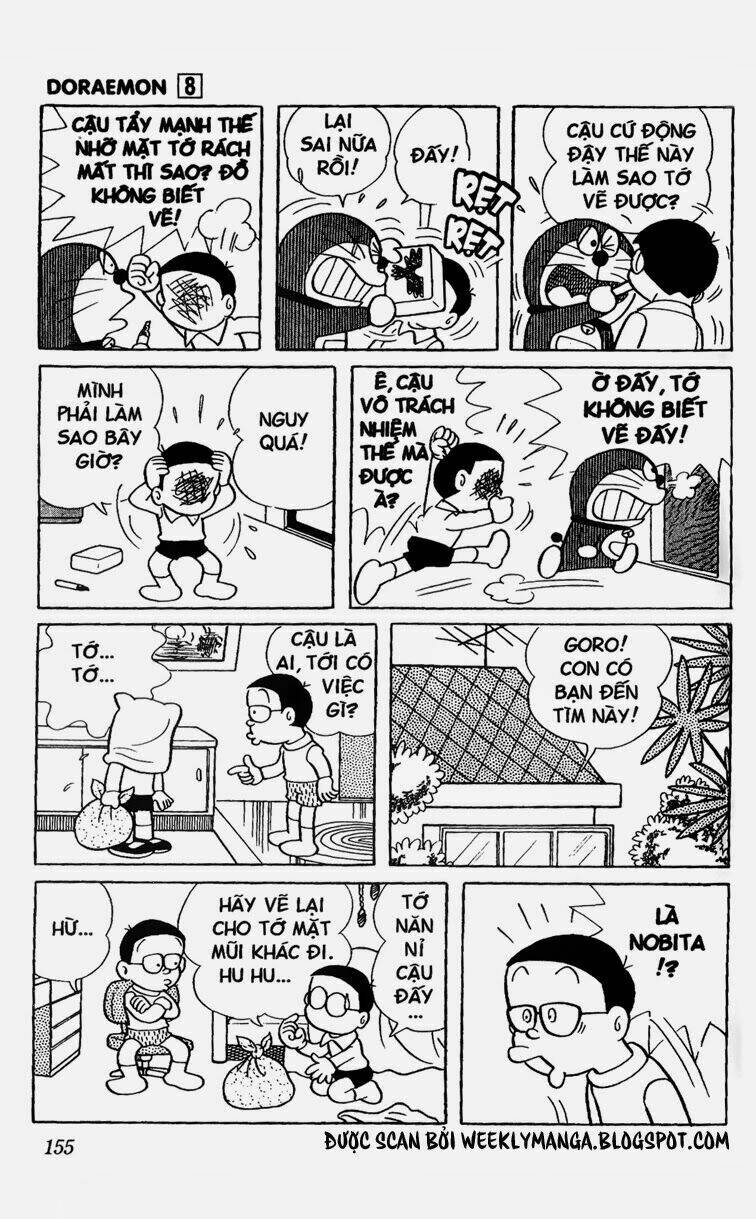 DORAEMON 8
CẬU CỨ ĐỘNG
ĐẬY THẾ NÀY
LÀM SAO TỚ
VẼ ĐƯỢC?
ĐẤY!
RẸT
RẸT
LẠI
SAI NỮA
RỒI!
CẬU TẨY MẠNH THẾ
NHỠ MẶT TỚ RÁCH
MẤT THÌ SAO? ĐỒ
KHÔNG BIẾT
VẼ!
Ờ ĐẤY, TỚ
KHÔNG BIẾT
VẼ ĐẤY!
Ê, CẬU
VÔ TRÁCH
NHIỆM
THẾ MÀ
ĐƯỢC
À?
NGUY
QUÁ!
MÌNH
PHẢI LÀM
SAO BÂY
GIỜ?
GORO!
CON CÓ
BẠN ĐẾN
TÌM NÀY!
CẬU LÀ
AI, TỚI CÓ
VIỆC
GÌ?
TỚ...
TỚ...
LÀ
NOBITA
!?
TỚ
NĂN
NỈ
CẬU
ĐẤY
...
HÃY VẼ LẠI
CHO TỚ MẶT
MŨI KHÁC ĐI.
HU HU...
HỪ...
155
ĐƯỢC SCAN BỞI WEEKLYMANGA.BLOGSPOT.COM